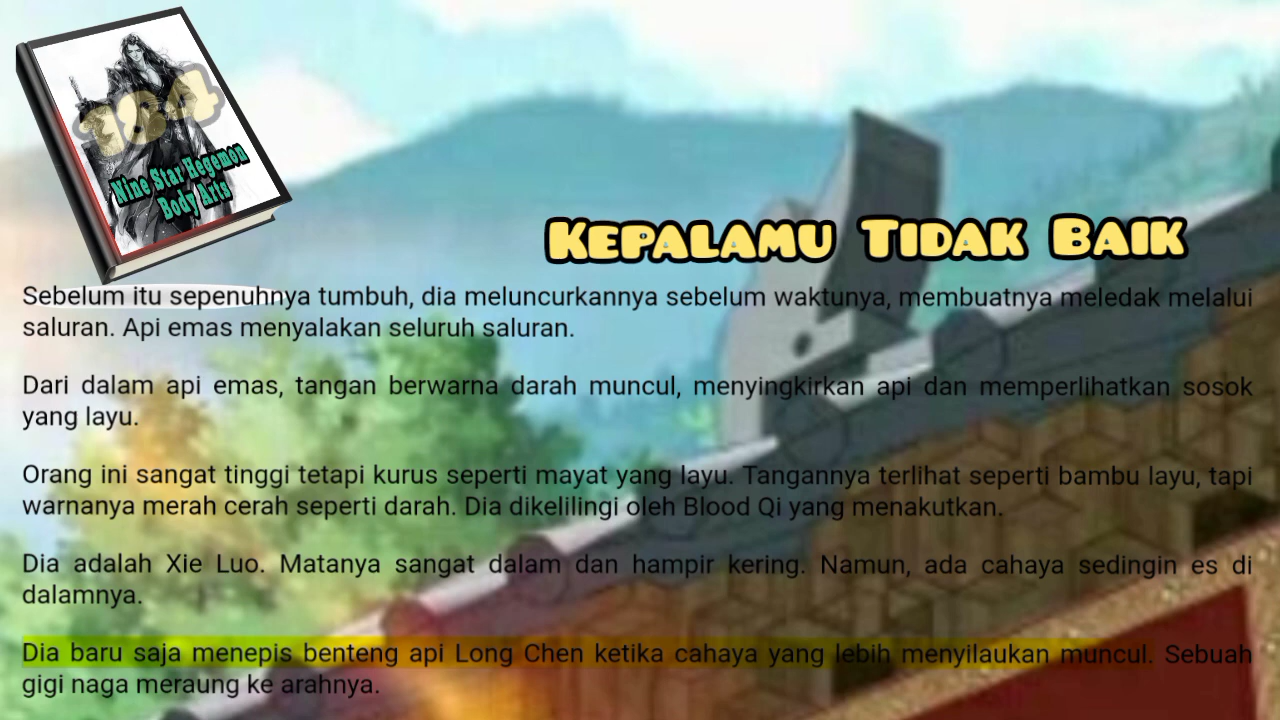 184
Nine Star Hegemon
Body Arts
Kepalamu Tidak Baik
Sebelum itu sepenuhnya tumbuh, dia meluncurkannya sebelum waktunya, membuatnya meledak melalui
saluran. Api emas menyalakan seluruh saluran.
Dari dalam api emas, tangan berwarna darah muncul, menyingkirkan api dan memperlihatkan sosok
yang layu.
Orang ini sangat tinggi tetapi kurus seperti mayat yang layu. Tangannya terlihat seperti bambu layu, tapi
warnanya merah cerah seperti darah. Dia dikelilingi oleh Blood Qi yang menakutkan.
Dia adalah Xie Luo. Matanya sangat dalam dan hampir kering. Namun, ada cahaya sedingin es di
dalamnya.
Dia baru saja menepis benteng api Long Chen ketika cahaya yang lebih menyilaukan muncul. Sebuah
gigi naga meraung ke arahnya.